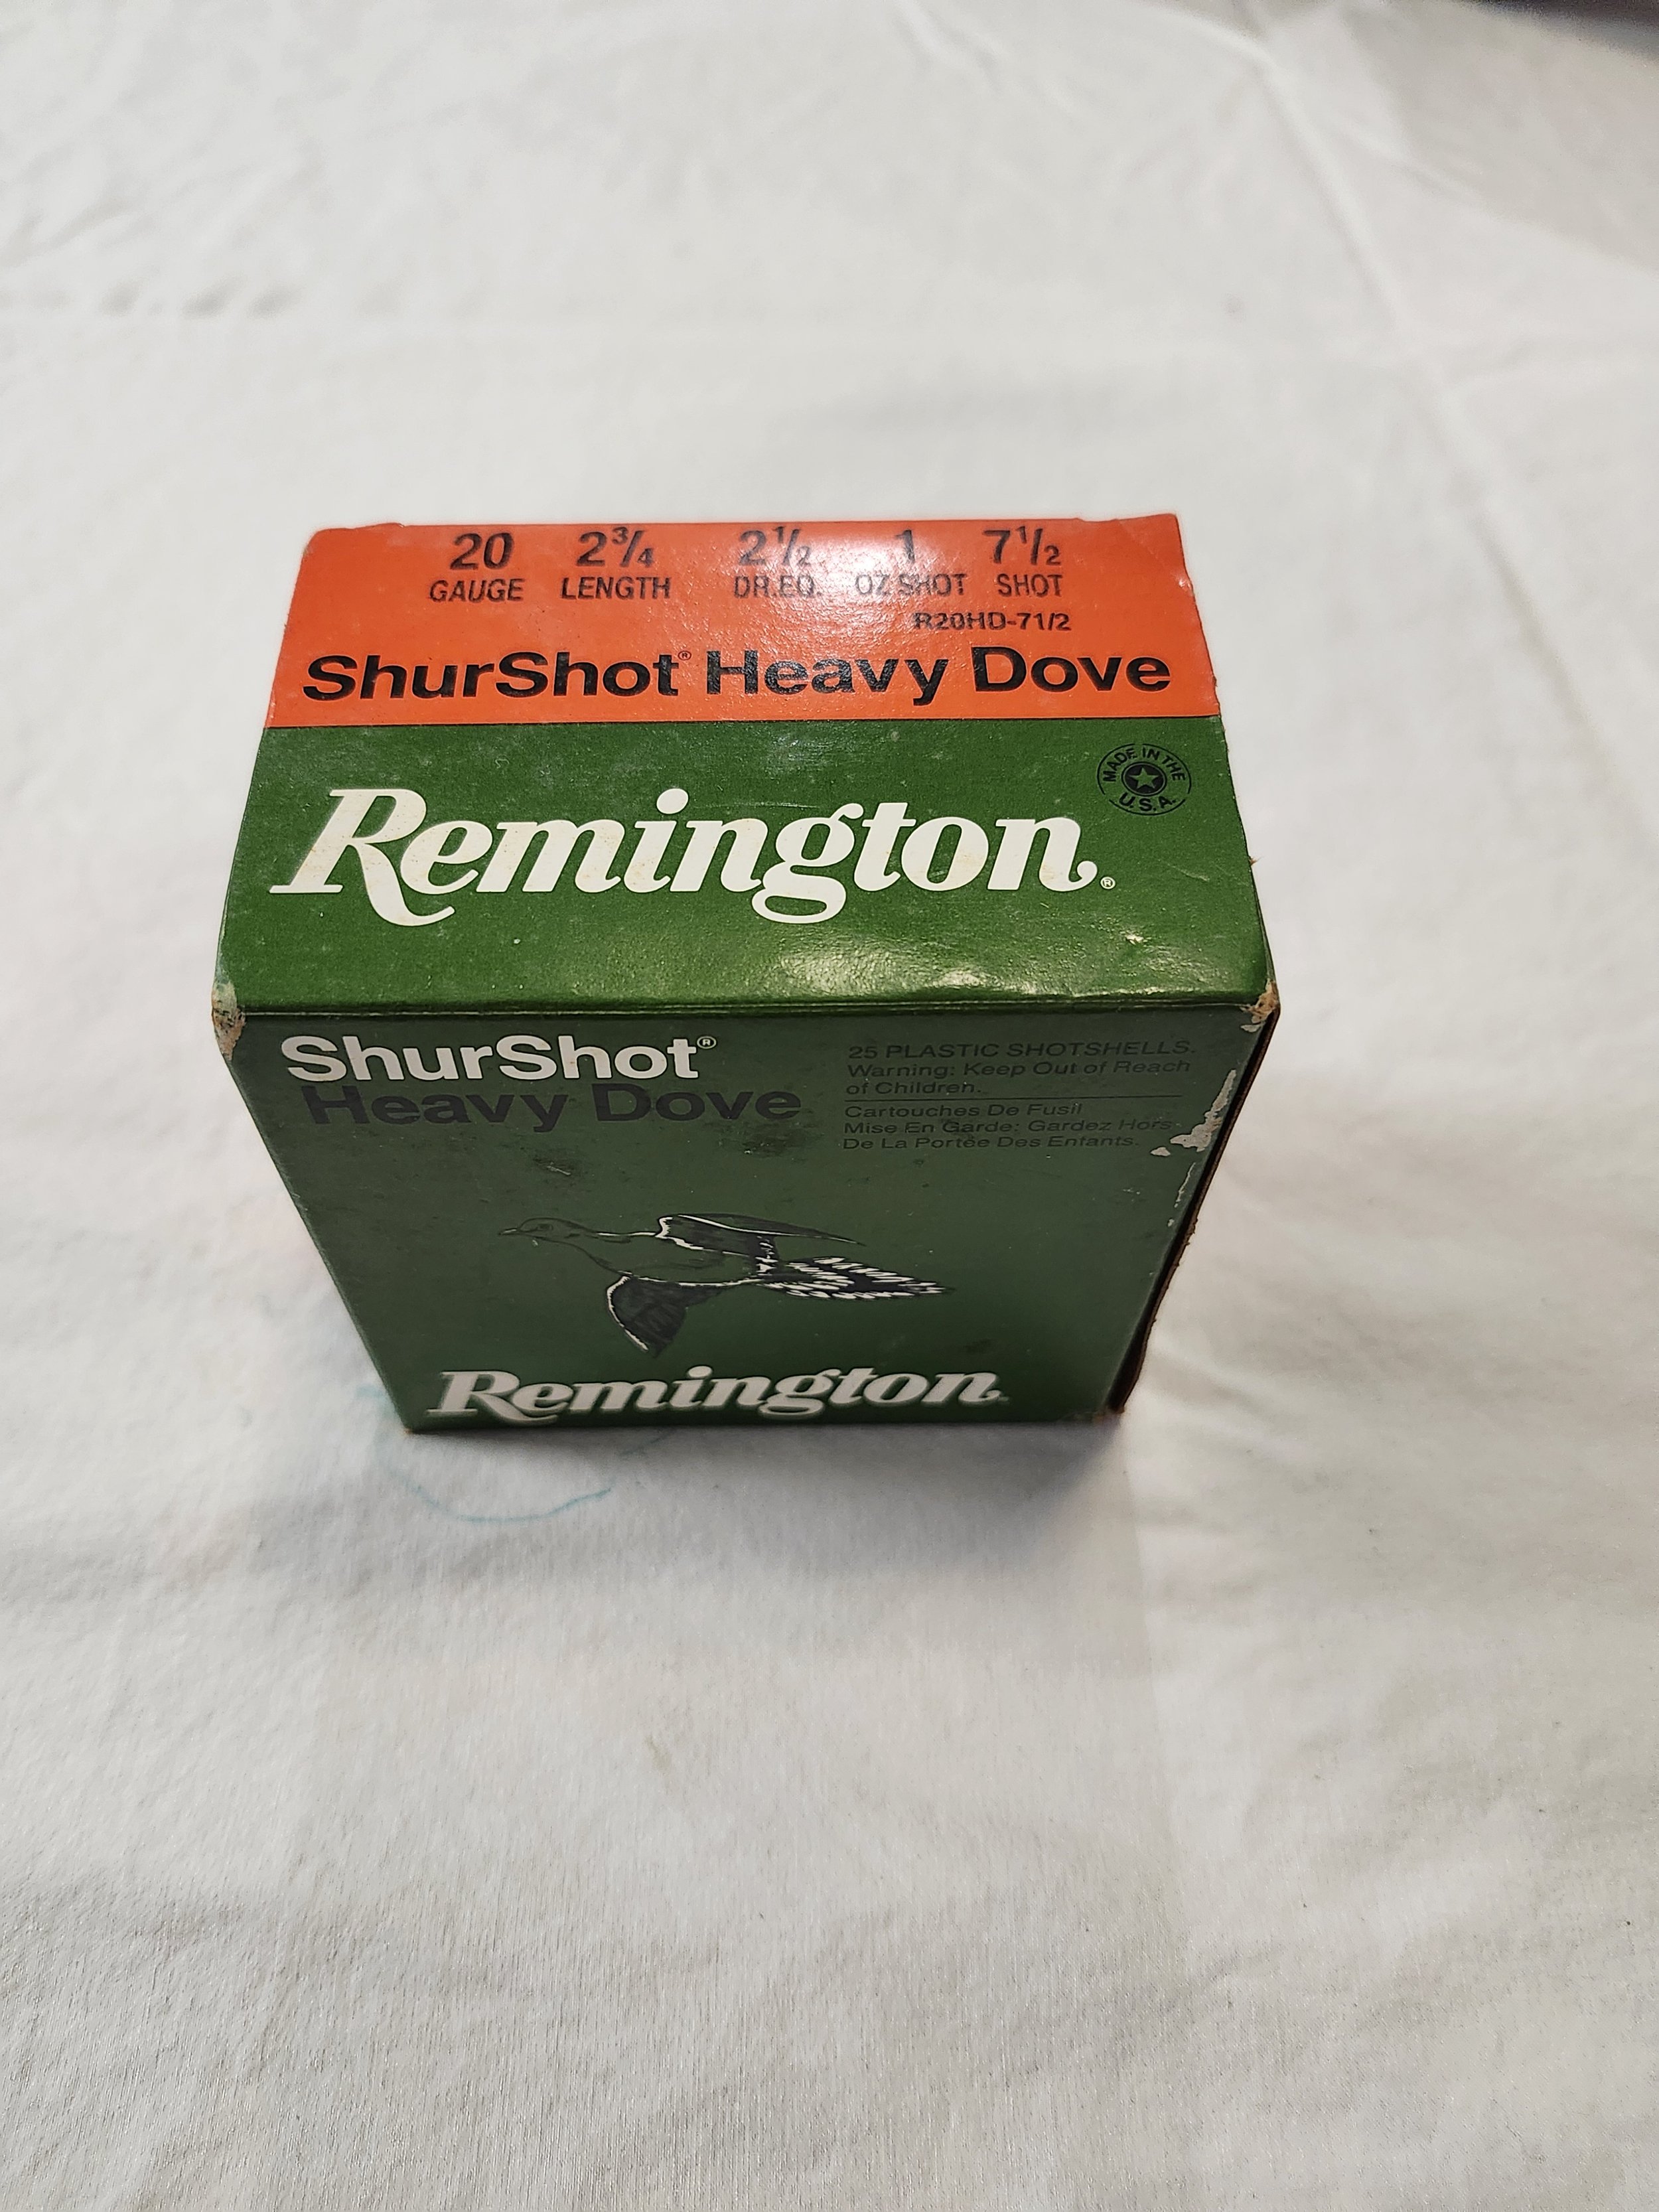 20 2¾ 2½ 1 7½
GAUGE LENGTH DR.EQ. OZ SHOT SHOT
R20HD-71/2
ShurShot® Heavy Dove
MADE IN THE
U.S.A.
Remington®
ShurShot®
Heavy Dove
25 PLASTIC SHOTSHELLS.
Warning: Keep Out of Reach
of Children.
Cartouches De Fusil
Mise En Garde: Gardez Hors
De La Portée Des Enfants.
Remington